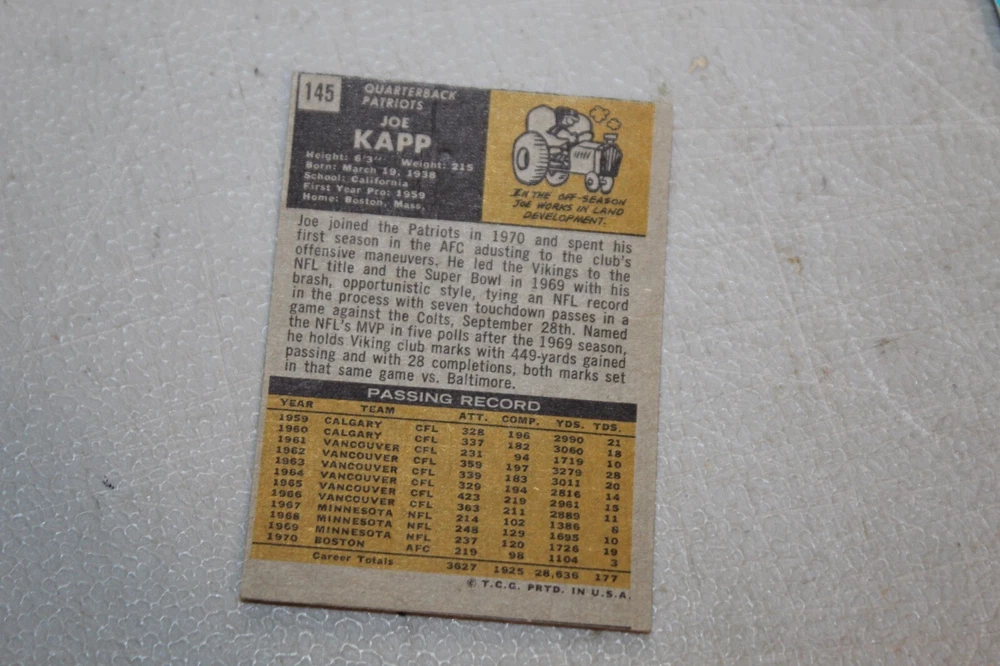 145
QUARTERBACK
PATRIOTS
JOE
KAPP
Height: 6'3" Weight: 215
Born: March 19, 1938
School: California
First Year Pro: 1959
Home: Boston, Mass.
IN THE OFF-SEASON
JOE WORKS IN LAND
DEVELOPMENT.
Joe joined the Patriots in 1970 and spent his
first season in the AFC adusting to the club's
offensive maneuvers. He led the Vikings to the
NFL title and the Super Bowl in 1969 with his
brash, opportunistic style, tying an NFL record
in the process with seven touchdown passes in a
game against the Colts, September 28th. Named
the NFL's MVP in five polls after the 1969 season,
he holds Viking club marks with 449-yards gained
passing and with 28 completions, both marks set
in that same game vs. Baltimore.
PASSING RECORD
YEAR TEAM ATT. COMP. YDS. TDS.
1959 CALGARY CFL 328 196 2990 21
1960 CALGARY CFL 337 182 3060 18
1961 VANCOUVER CFL 231 94 1719 10
1962 VANCOUVER CFL 359 197 3279 28
1963 VANCOUVER CFL 339 183 3011 20
1964 VANCOUVER CFL 329 194 2816 14
1965 VANCOUVER CFL 423 219 2961 15
1966 VANCOUVER CFL 363 211 2889 11
1967 MINNESOTA NFL 214 102 1386 8
1968 MINNESOTA NFL 248 129 1695 10
1969 MINNESOTA NFL 237 120 1726 19
1970 BOSTON AFC 219 98 1104 3
Career Totals 3627 1925 28,636 177
© T.C.G. PRTD. IN U.S.A.